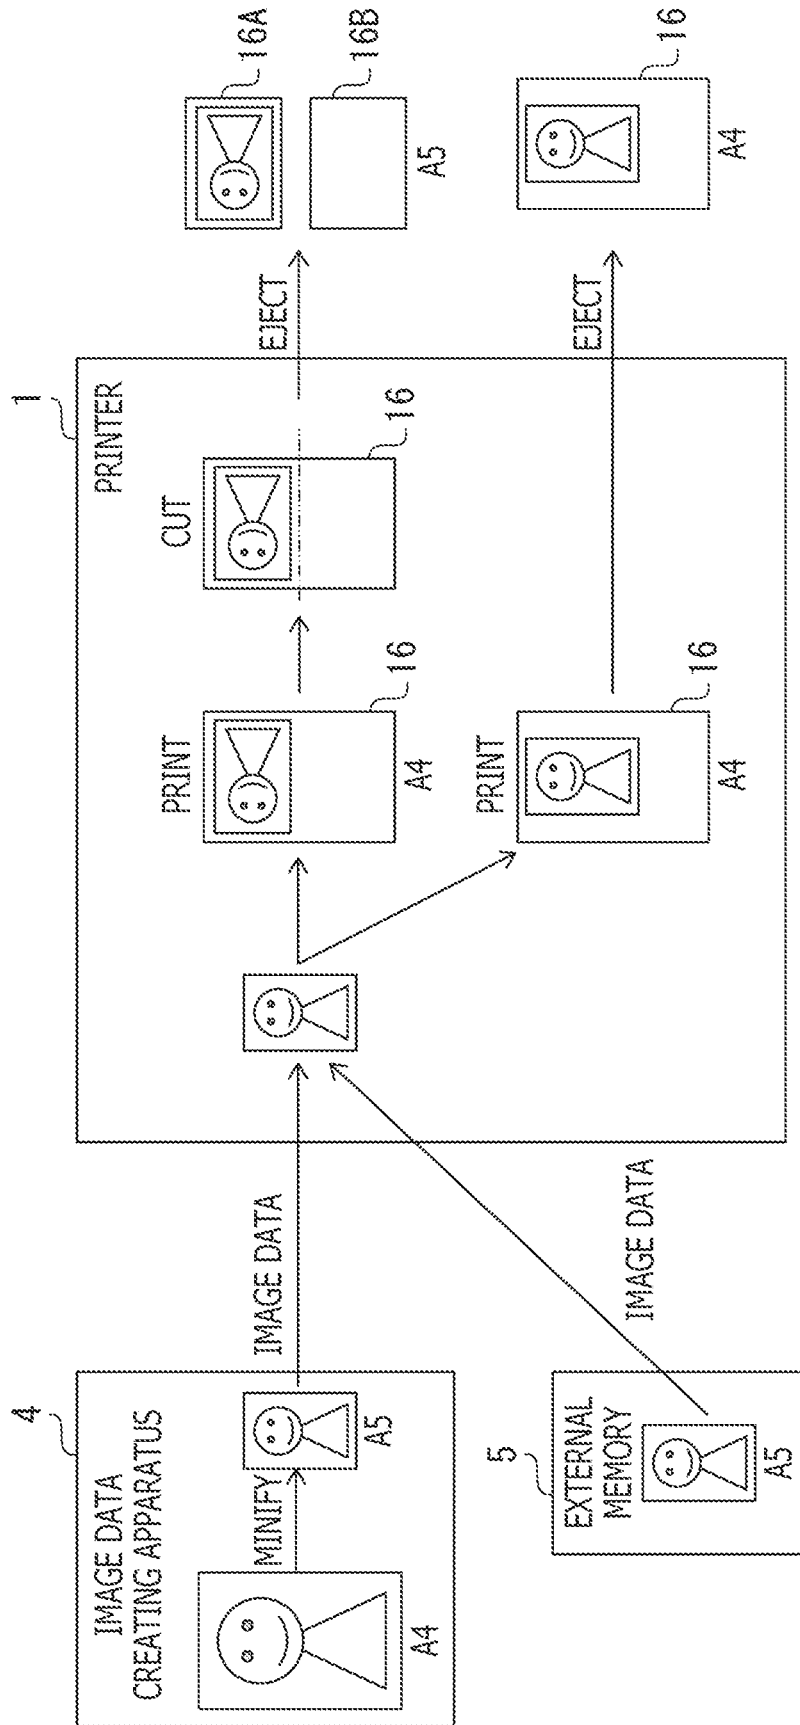 4
IMAGE DATA
CREATING APPARATUS
MINIFY
A4
A5
IMAGE DATA
5
EXTERNAL
MEMORY
A5
IMAGE DATA
1
PRINTER
PRINT
16
A4
CUT
16
EJECT
16A
16B
A5
PRINT
16
A4
EJECT
16
A4